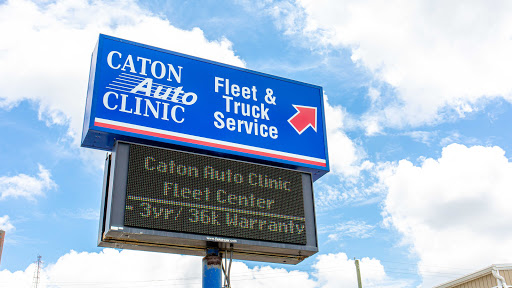 CATON
Auto
CLINIC
Fleet &
Truck
Service
Caton Auto Clinic
Fleet Center
-3yr/36k Warranty